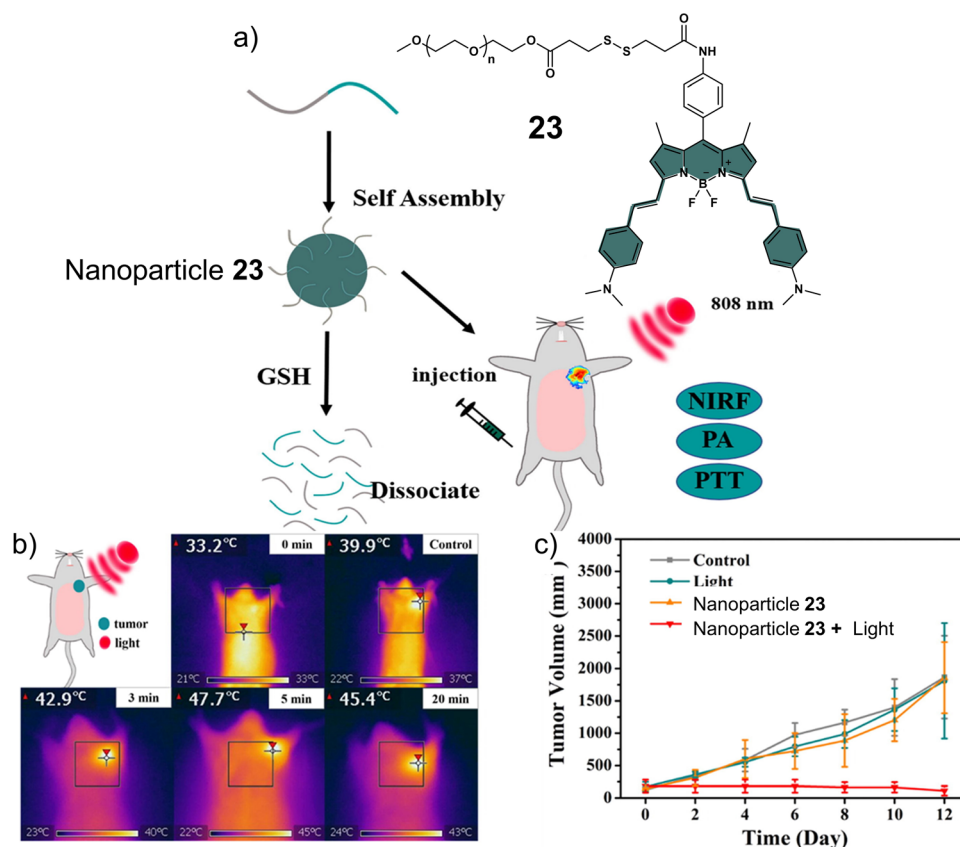 a)
O
O
n
O
O
S
S
O
NH
23
N
N
+
-
B
F
F
N
N
808 nm
Self Assembly
Nanoparticle 23
GSH
injection
Dissociate
NIRF
PA
PTT
b)
tumor
light
33.2°C
0 min
21°C
33°C
39.9°C
Control
22°C
37°C
42.9°C
3 min
23°C
40°C
47.7°C
5 min
22°C
45°C
45.4°C
20 min
24°C
43°C
c)
Tumor Volume (mm³)
4000
3500
3000
2500
2000
1500
1000
500
0
Control
Light
Nanoparticle 23
Nanoparticle 23 + Light
0 2 4 6 8 10 12
Time (Day)